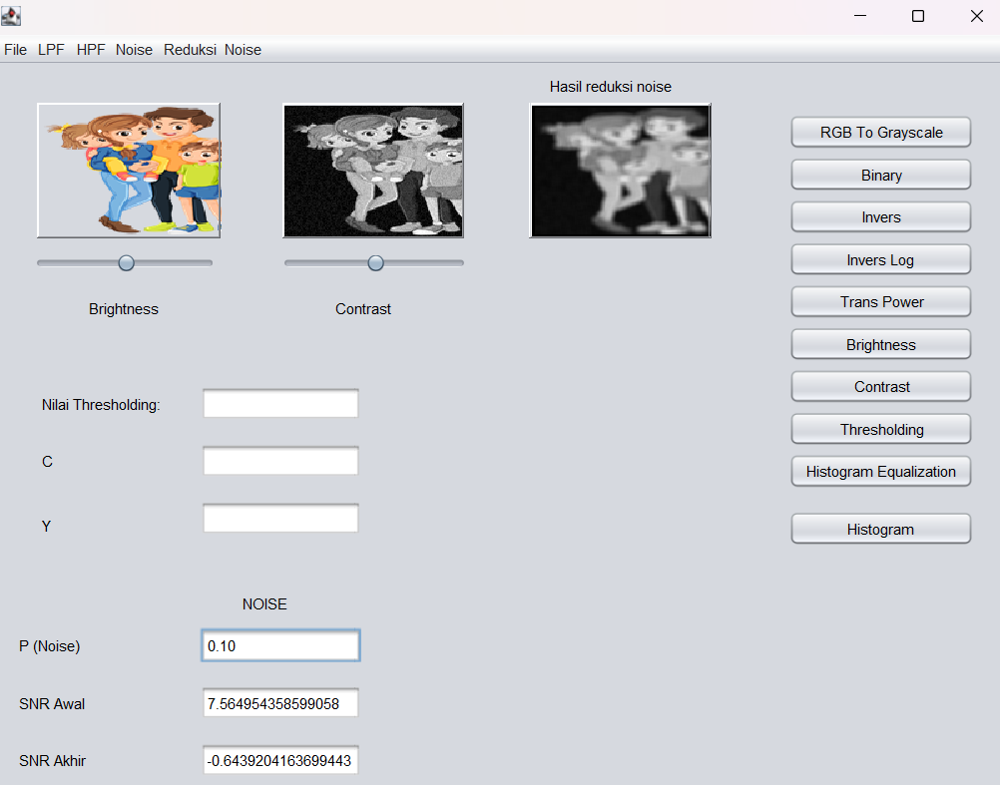 File LPF HPF Noise Reduksi Noise
Hasil reduksi noise
Brightness
Contrast
Nilai Thresholding:
C
Y
NOISE
P (Noise)
0.10
SNR Awal
7.564954358599058
SNR Akhir
-0.6439204163699443
RGB To Grayscale
Binary
Invers
Invers Log
Trans Power
Brightness
Contrast
Thresholding
Histogram Equalization
Histogram